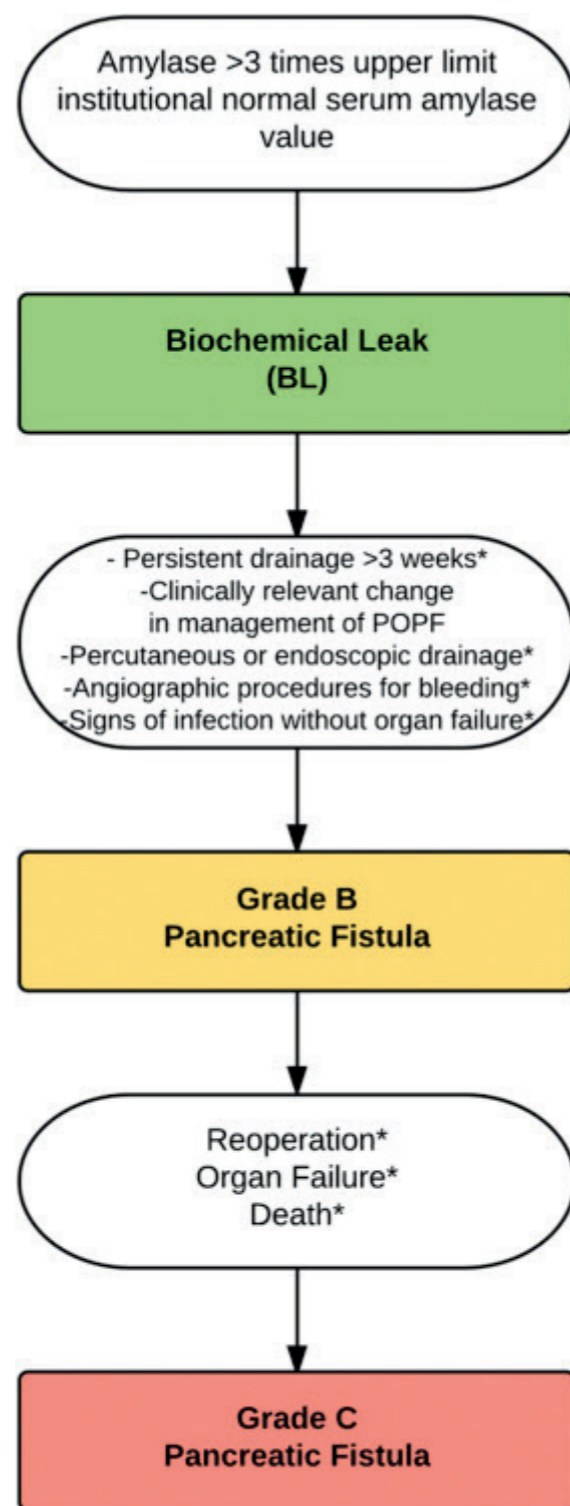 Amylase >3 times upper limit
institutional normal serum amylase
value
Biochemical Leak
(BL)
- Persistent drainage >3 weeks*
-Clinically relevant change
in management of POPF
-Percutaneous or endoscopic drainage*
-Angiographic procedures for bleeding*
-Signs of infection without organ failure*
Grade B
Pancreatic Fistula
Reoperation*
Organ Failure*
Death*
Grade C
Pancreatic Fistula